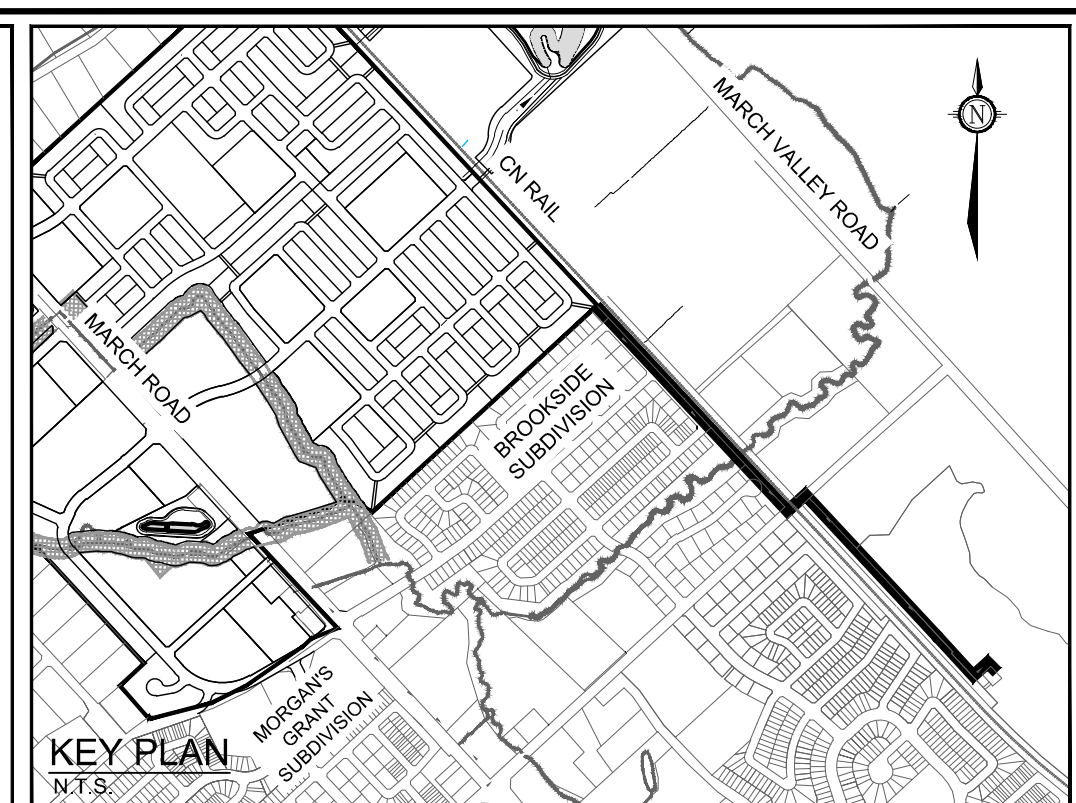 MARCH VALLEY ROAD
N
CN RAIL
MARCH ROAD
BROOKSIDE
SUBDIVISION
MORGAN'S
GRANT
SUBDIVISION
KEY PLAN
N.T.S.